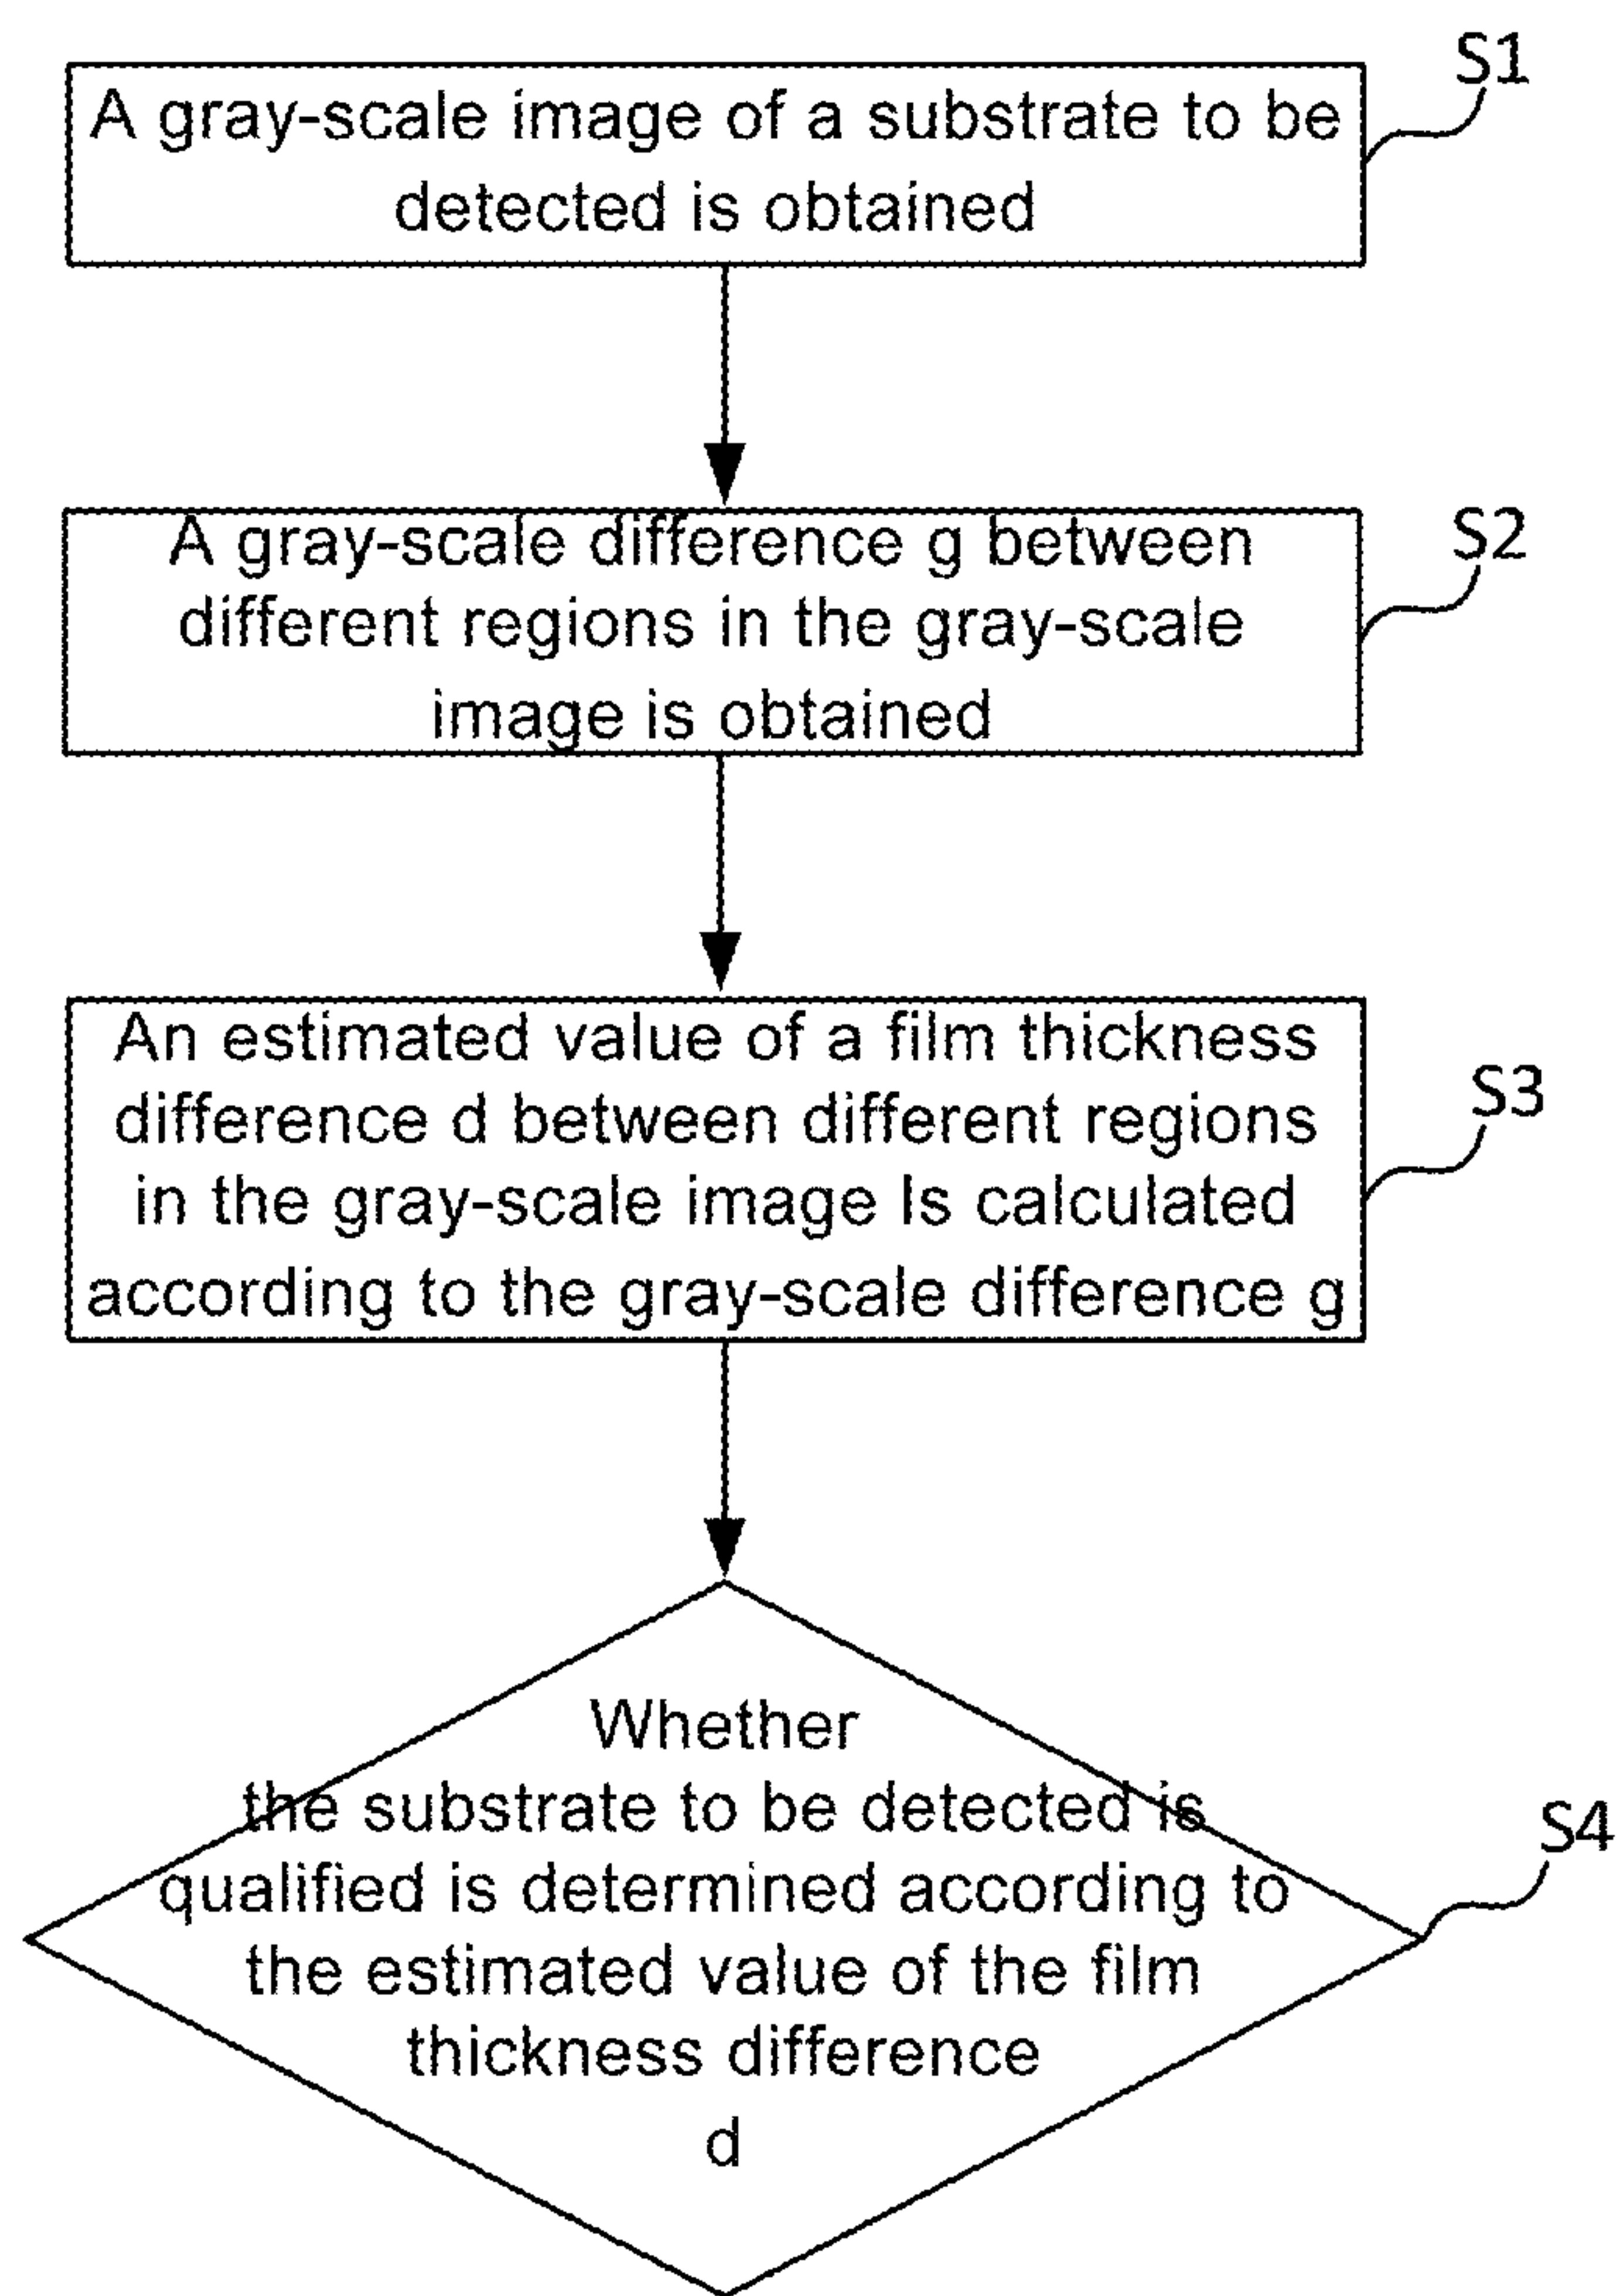 S1
A gray-scale image of a substrate to be
detected is obtained
S2
A gray-scale difference g between
different regions in the gray-scale
image is obtained
An estimated value of a film thickness
difference d between different regions
S3
in the gray-scale image Is calculated
according to the gray-scale difference g
Whether
the substrate to be detected is
S4
qualified is determined according to
the estimated value of the film
thickness difference
d